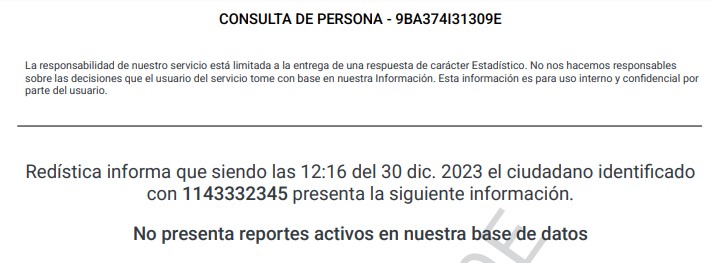 CONSULTA DE PERSONA - 9BA374I31309E
La responsabilidad de nuestro servicio está limitada a la entrega de una respuesta de carácter Estadístico. No nos hacemos responsables
sobre las decisiones que el usuario del servicio tome con base en nuestra Información. Esta información es para uso interno y confidencial por
parte del usuario.
Redística informa que siendo las 12:16 del 30 dic. 2023 el ciudadano identificado
con 1143332345 presenta la siguiente información.
No presenta reportes activos en nuestra base de datos